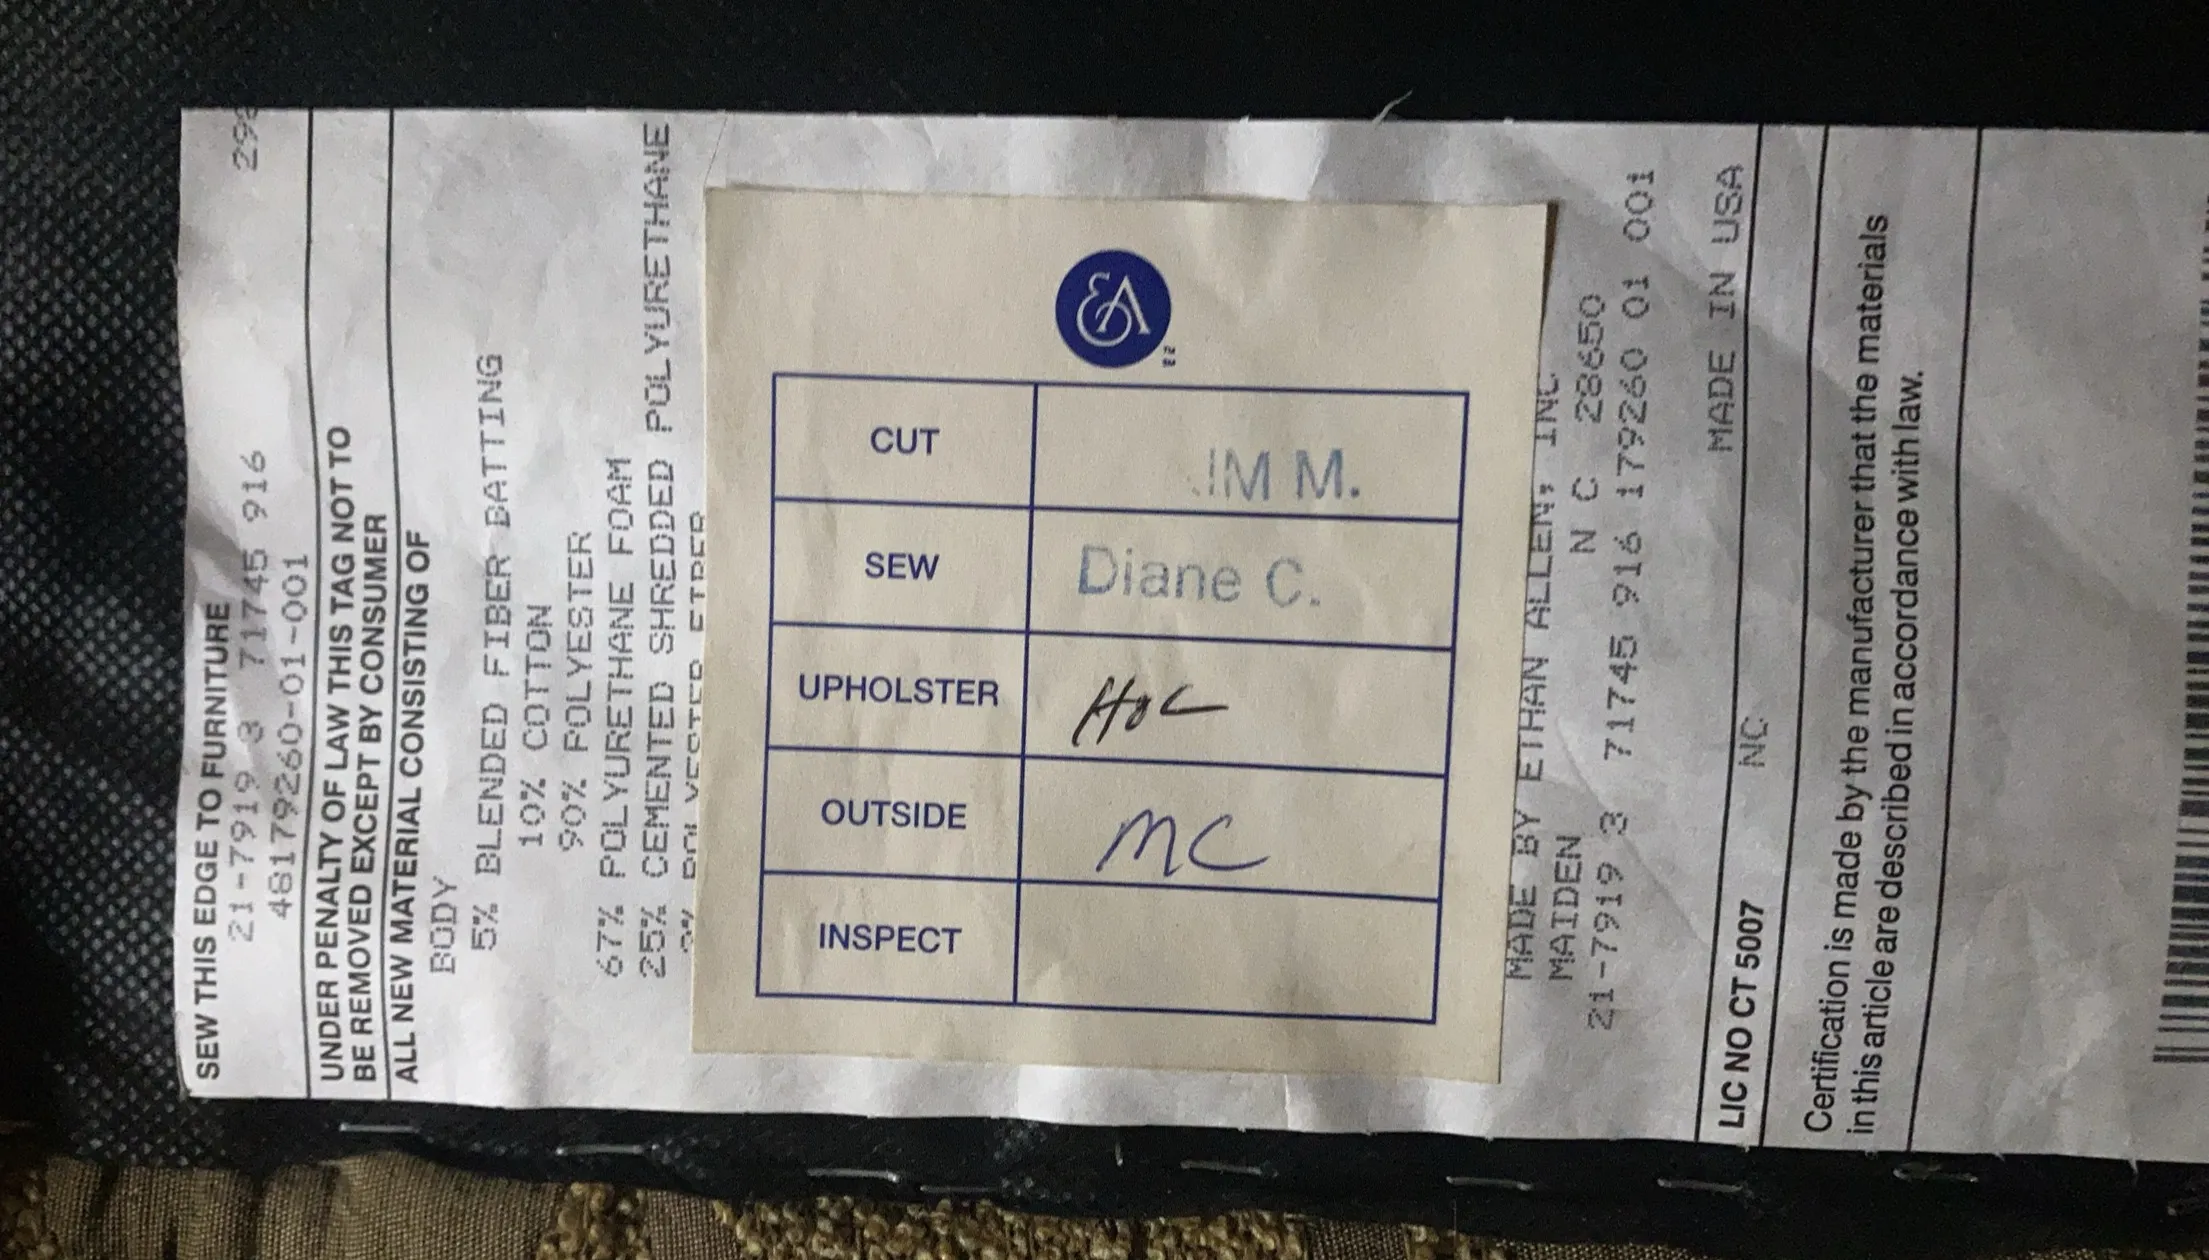 SEW THIS EDGE TO FURNITURE
21-7919 3 71745 916
48179260-01-001
UNDER PENALTY OF LAW THIS TAG NOT TO
BE REMOVED EXCEPT BY CONSUMER
ALL NEW MATERIAL CONSISTING OF
BODY
5% BLENDED FIBER BATTING
10% COTTON
90% POLYESTER
67% POLYURETHANE FOAM
25% CEMENTED SHREDDED POLYURETHANE
POLYESTER FIBER
EA
CUT IM M.
SEW Diane C.
UPHOLSTER
OUTSIDE MC
INSPECT
MADE BY ETHAN ALLEN, INC
MAIDEN N C 28650
21-7919 3 71745 916 179260 01 001
MADE IN USA
LIC NO CT 5007 NC
Certification is made by the manufacturer that the materials
in this article are described in accordance with law.